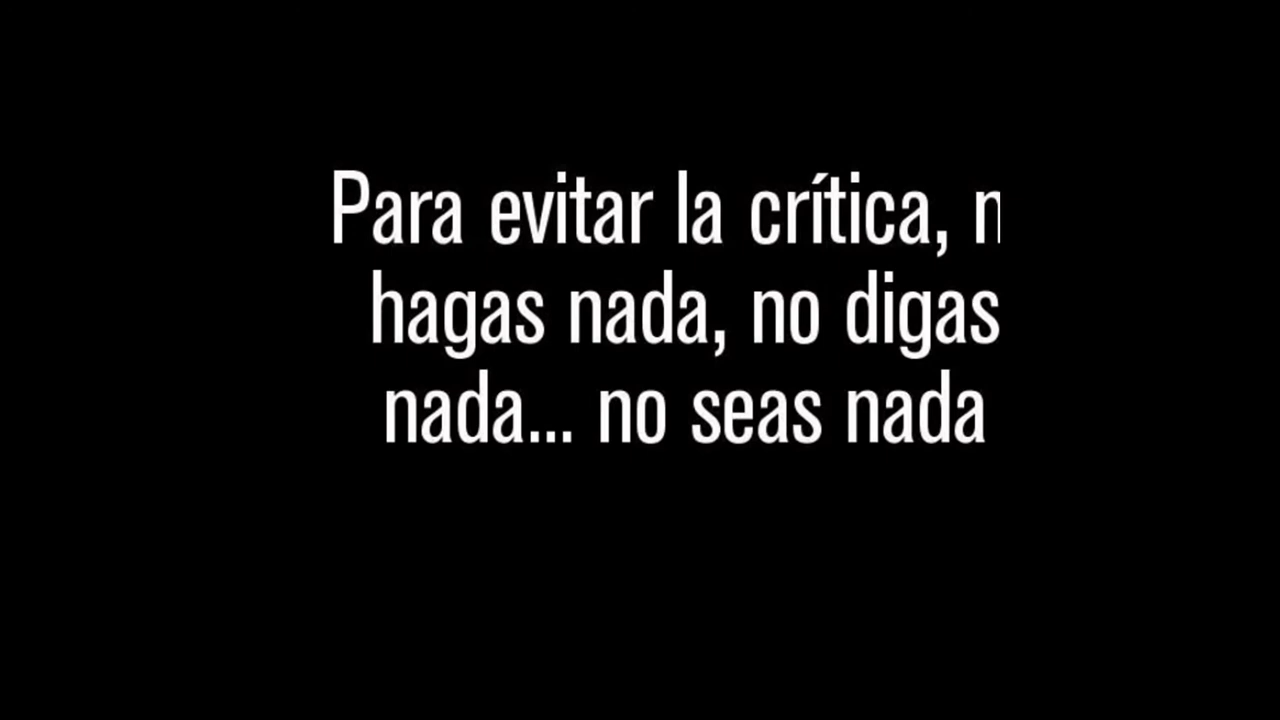 Para evitar la crítica, n
hagas nada, no digas
nada... no seas nada